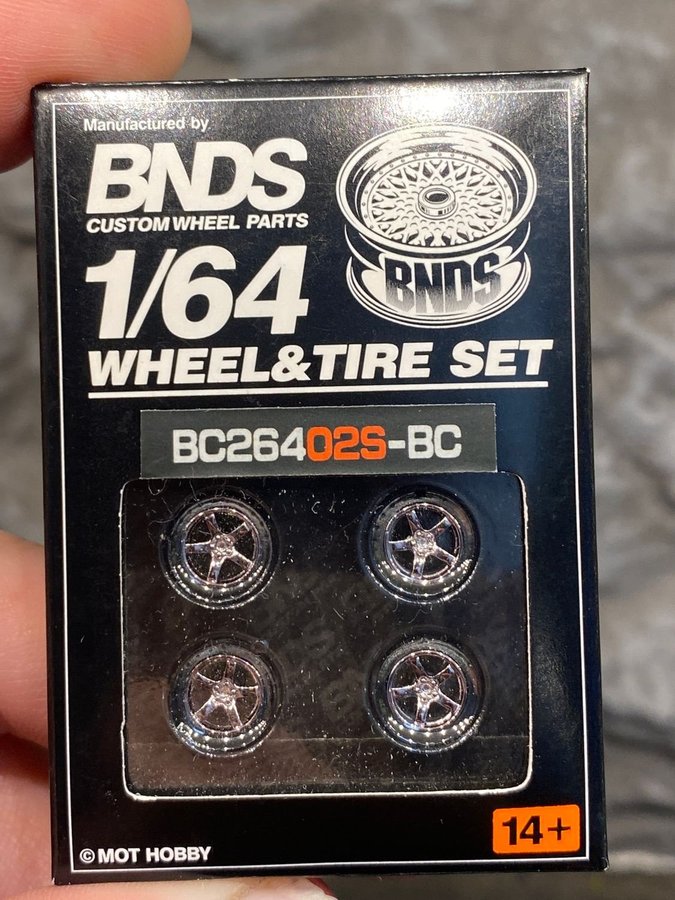 Manufactured by
BNDS
CUSTOM WHEEL PARTS
1/64
BNDS
WHEEL&TIRE SET
BC26402S-BC
14+
© MOT HOBBY